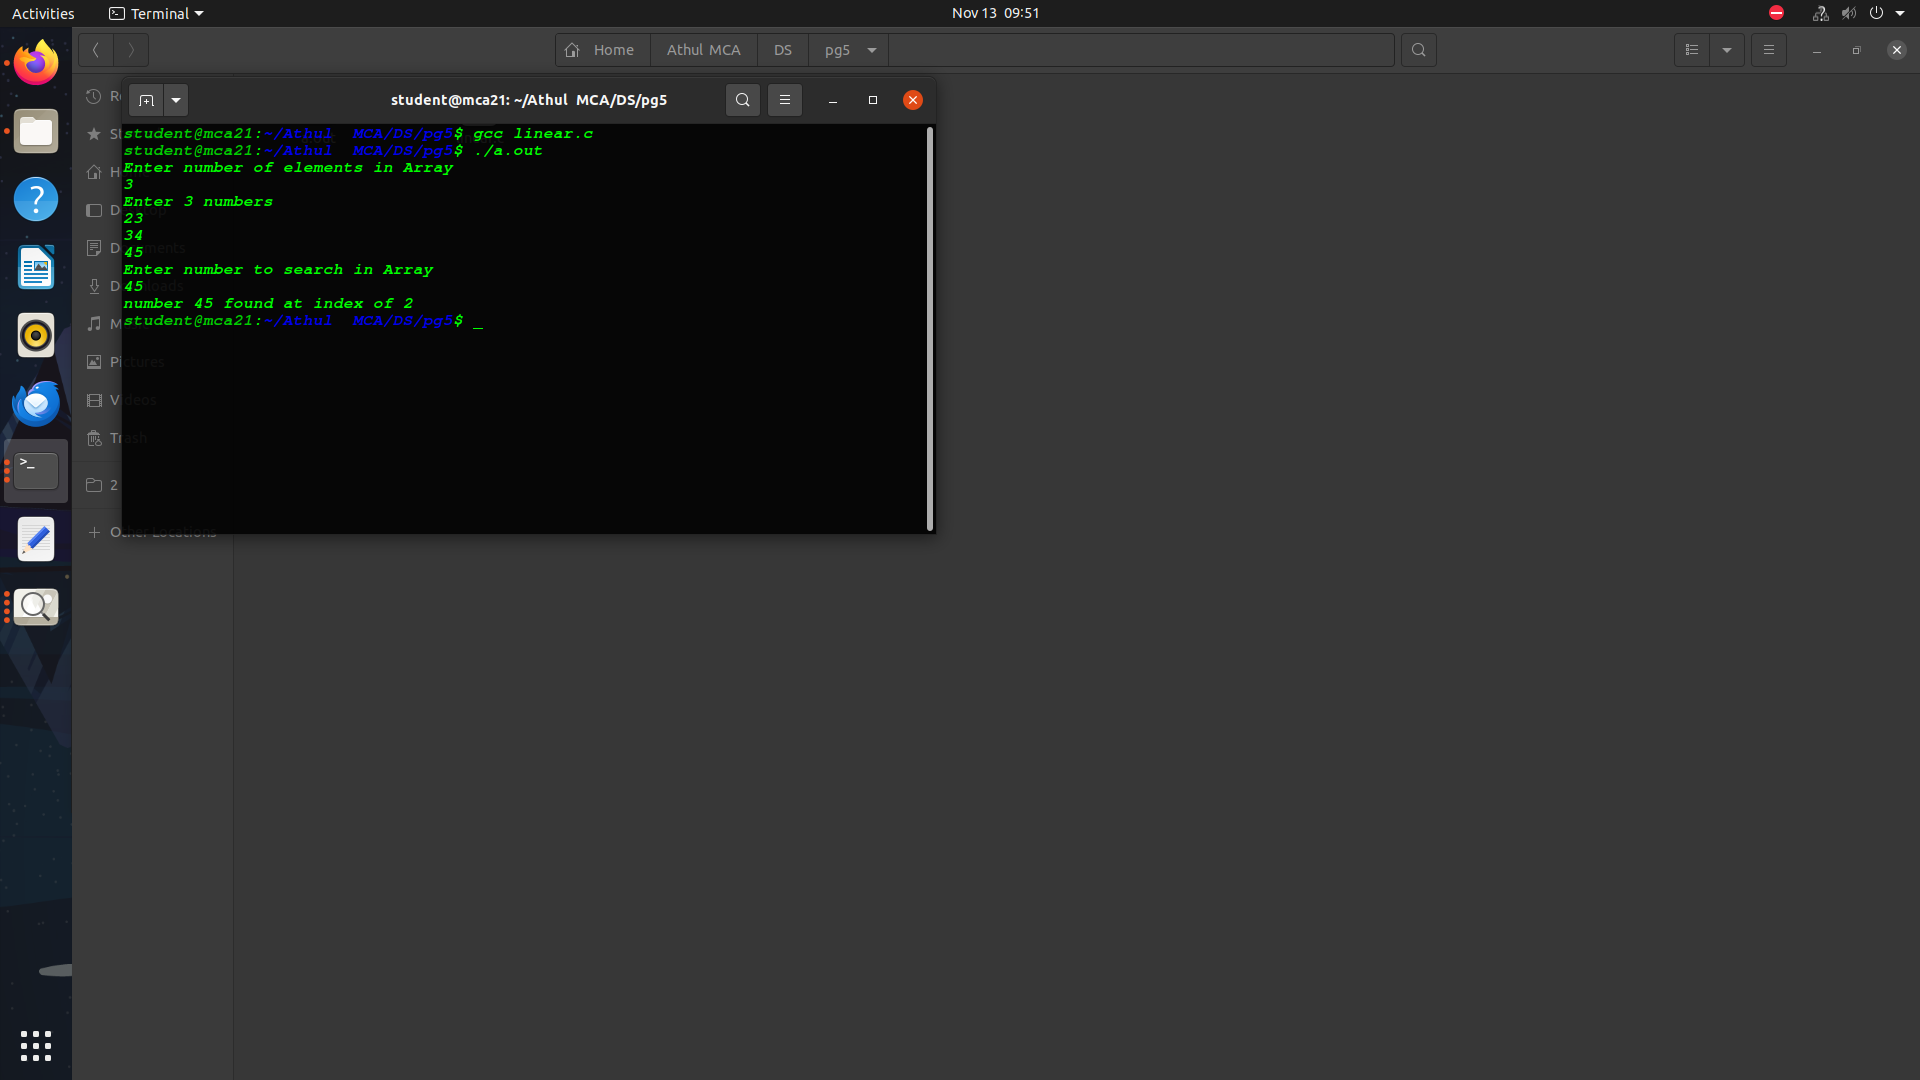 Activities
Terminal
Nov 13 09:51
Home
Athul MCA
DS
pg5
student@mca21: ~/Athul MCA/DS/pg5
student@mca21:~/Athul MCA/DS/pg5$ gcc linear.c
student@mca21:~/Athul MCA/DS/pg5$ ./a.out
Enter number of elements in Array
3
Enter 3 numbers
23
34
45
Enter number to search in Array
45
number 45 found at index of 2
student@mca21:~/Athul MCA/DS/pg5$ _
Documents
Downloads
Pictures
Videos
Trash
2
Other Locations